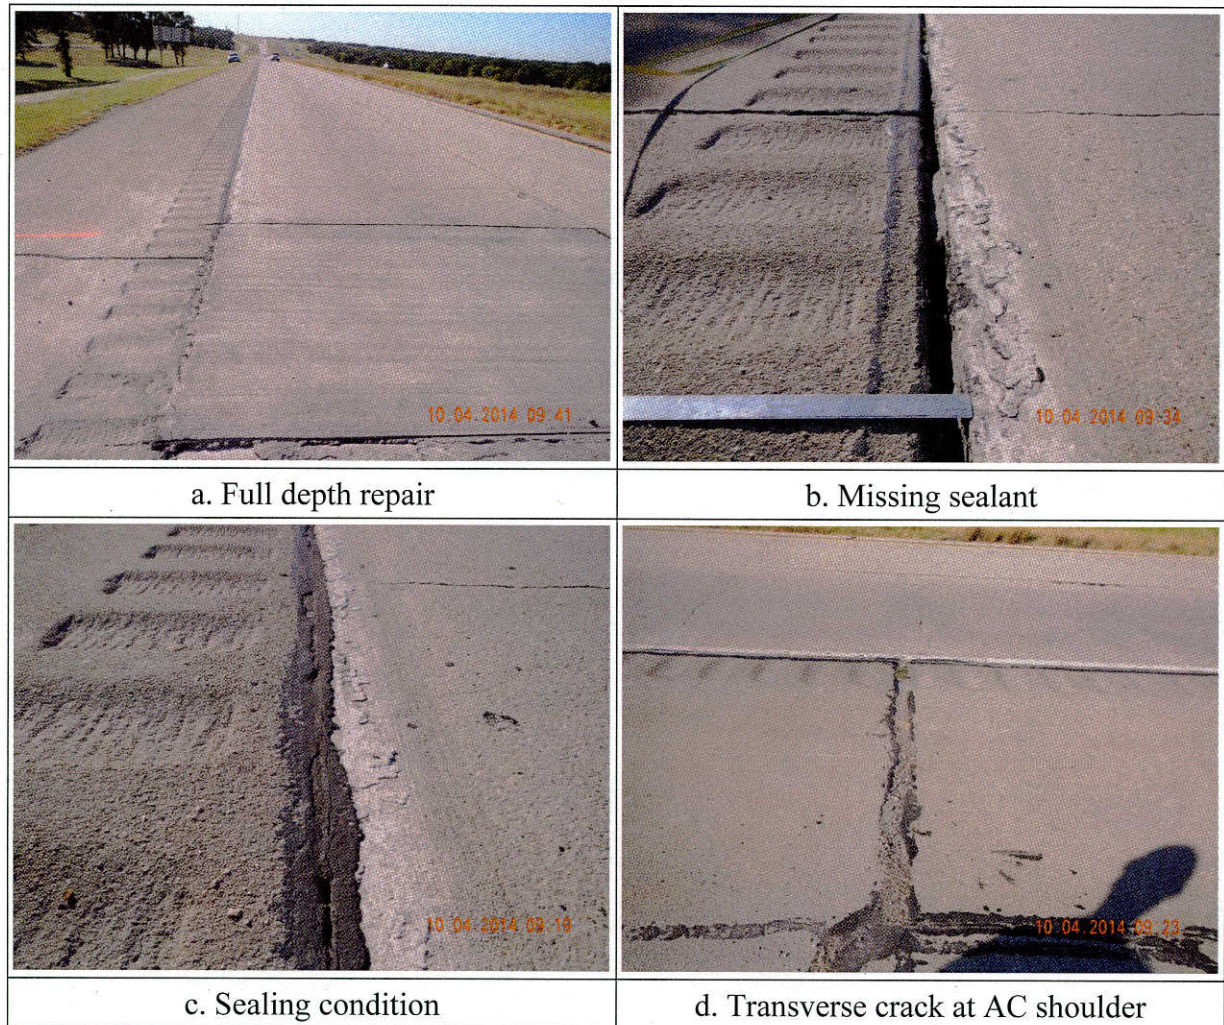 10.04.2014 09:41
10.04.2014 09:34
a. Full depth repair
b. Missing sealant
10.04.2014 09:19
10.04.2014 09:23
c. Sealing condition
d. Transverse crack at AC shoulder